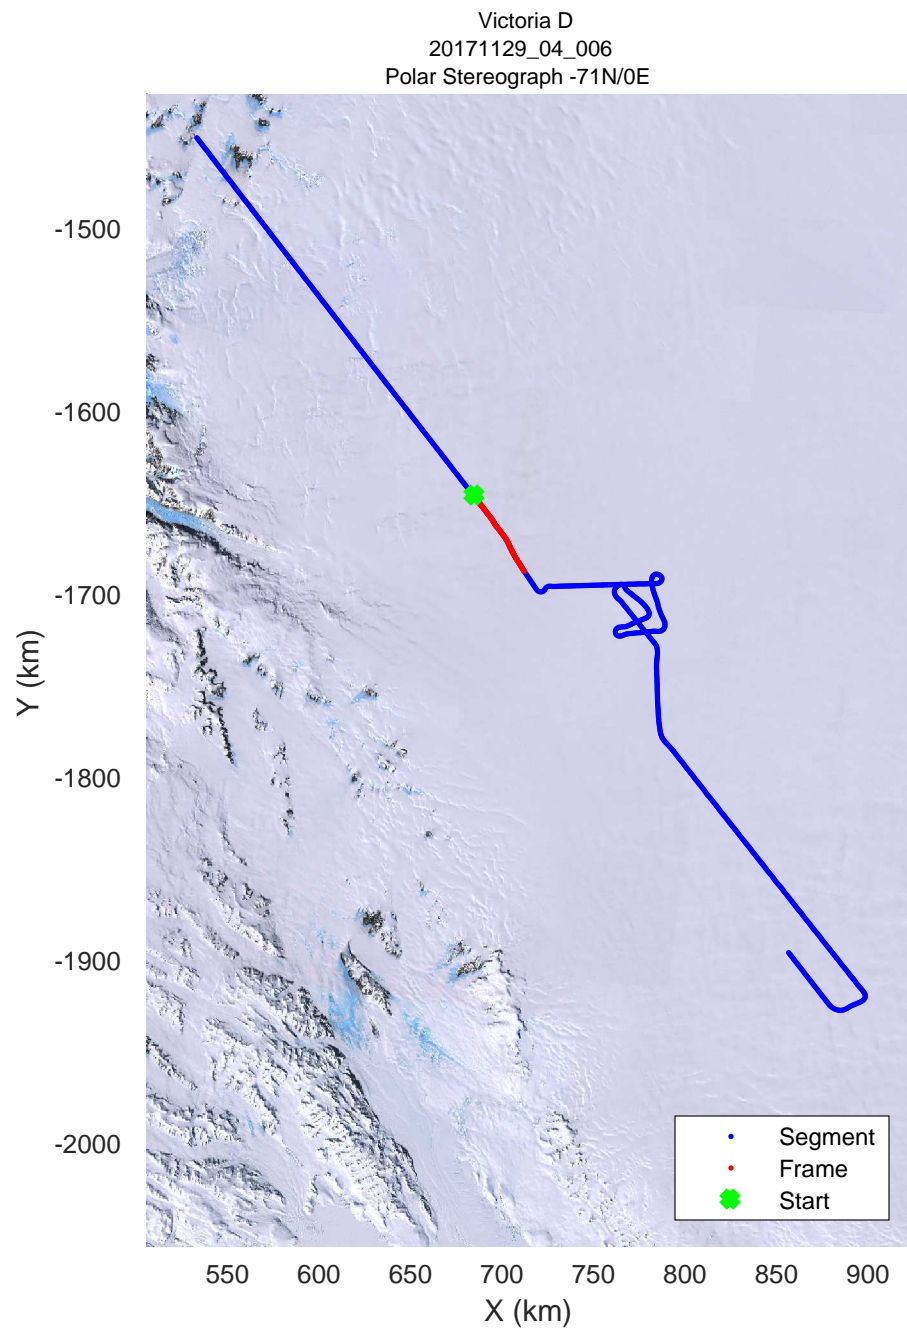 Victoria D
20171129_04_006
Polar Stereograph -71N/0E
-1500
-1600
-1700
-1800
-1900
-2000
Y (km)
550 600 650 700 750 800 850 900
X (km)
Segment
Frame
Start